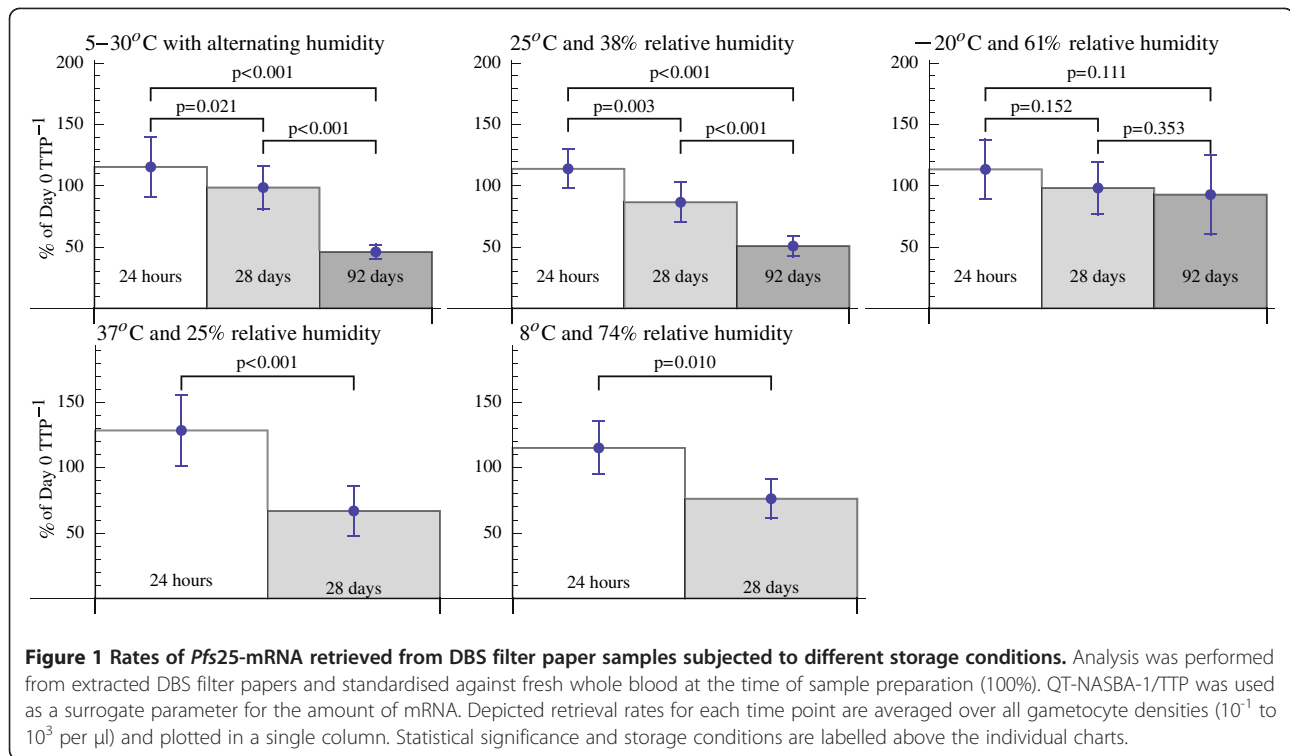 5−30°C with alternating humidity
200
150
100
50
% of Day 0 TTP⁻¹
p<0.001
p=0.021
p<0.001
24 hours
28 days
92 days
25°C and 38% relative humidity
200
150
100
50
p<0.001
p=0.003
p<0.001
24 hours
28 days
92 days
−20°C and 61% relative humidity
200
150
100
50
p=0.111
p=0.152
p=0.353
24 hours
28 days
92 days
37°C and 25% relative humidity
150
100
50
% of Day 0 TTP⁻¹
p<0.001
24 hours
28 days
8°C and 74% relative humidity
150
100
50
p=0.010
24 hours
28 days
Figure 1 Rates of Pfs25-mRNA retrieved from DBS filter paper samples subjected to different storage conditions. Analysis was performed
from extracted DBS filter papers and standardised against fresh whole blood at the time of sample preparation (100%). QT-NASBA-1/TTP was used
as a surrogate parameter for the amount of mRNA. Depicted retrieval rates for each time point are averaged over all gametocyte densities (10⁻¹ to
10³ per μl) and plotted in a single column. Statistical significance and storage conditions are labelled above the individual charts.